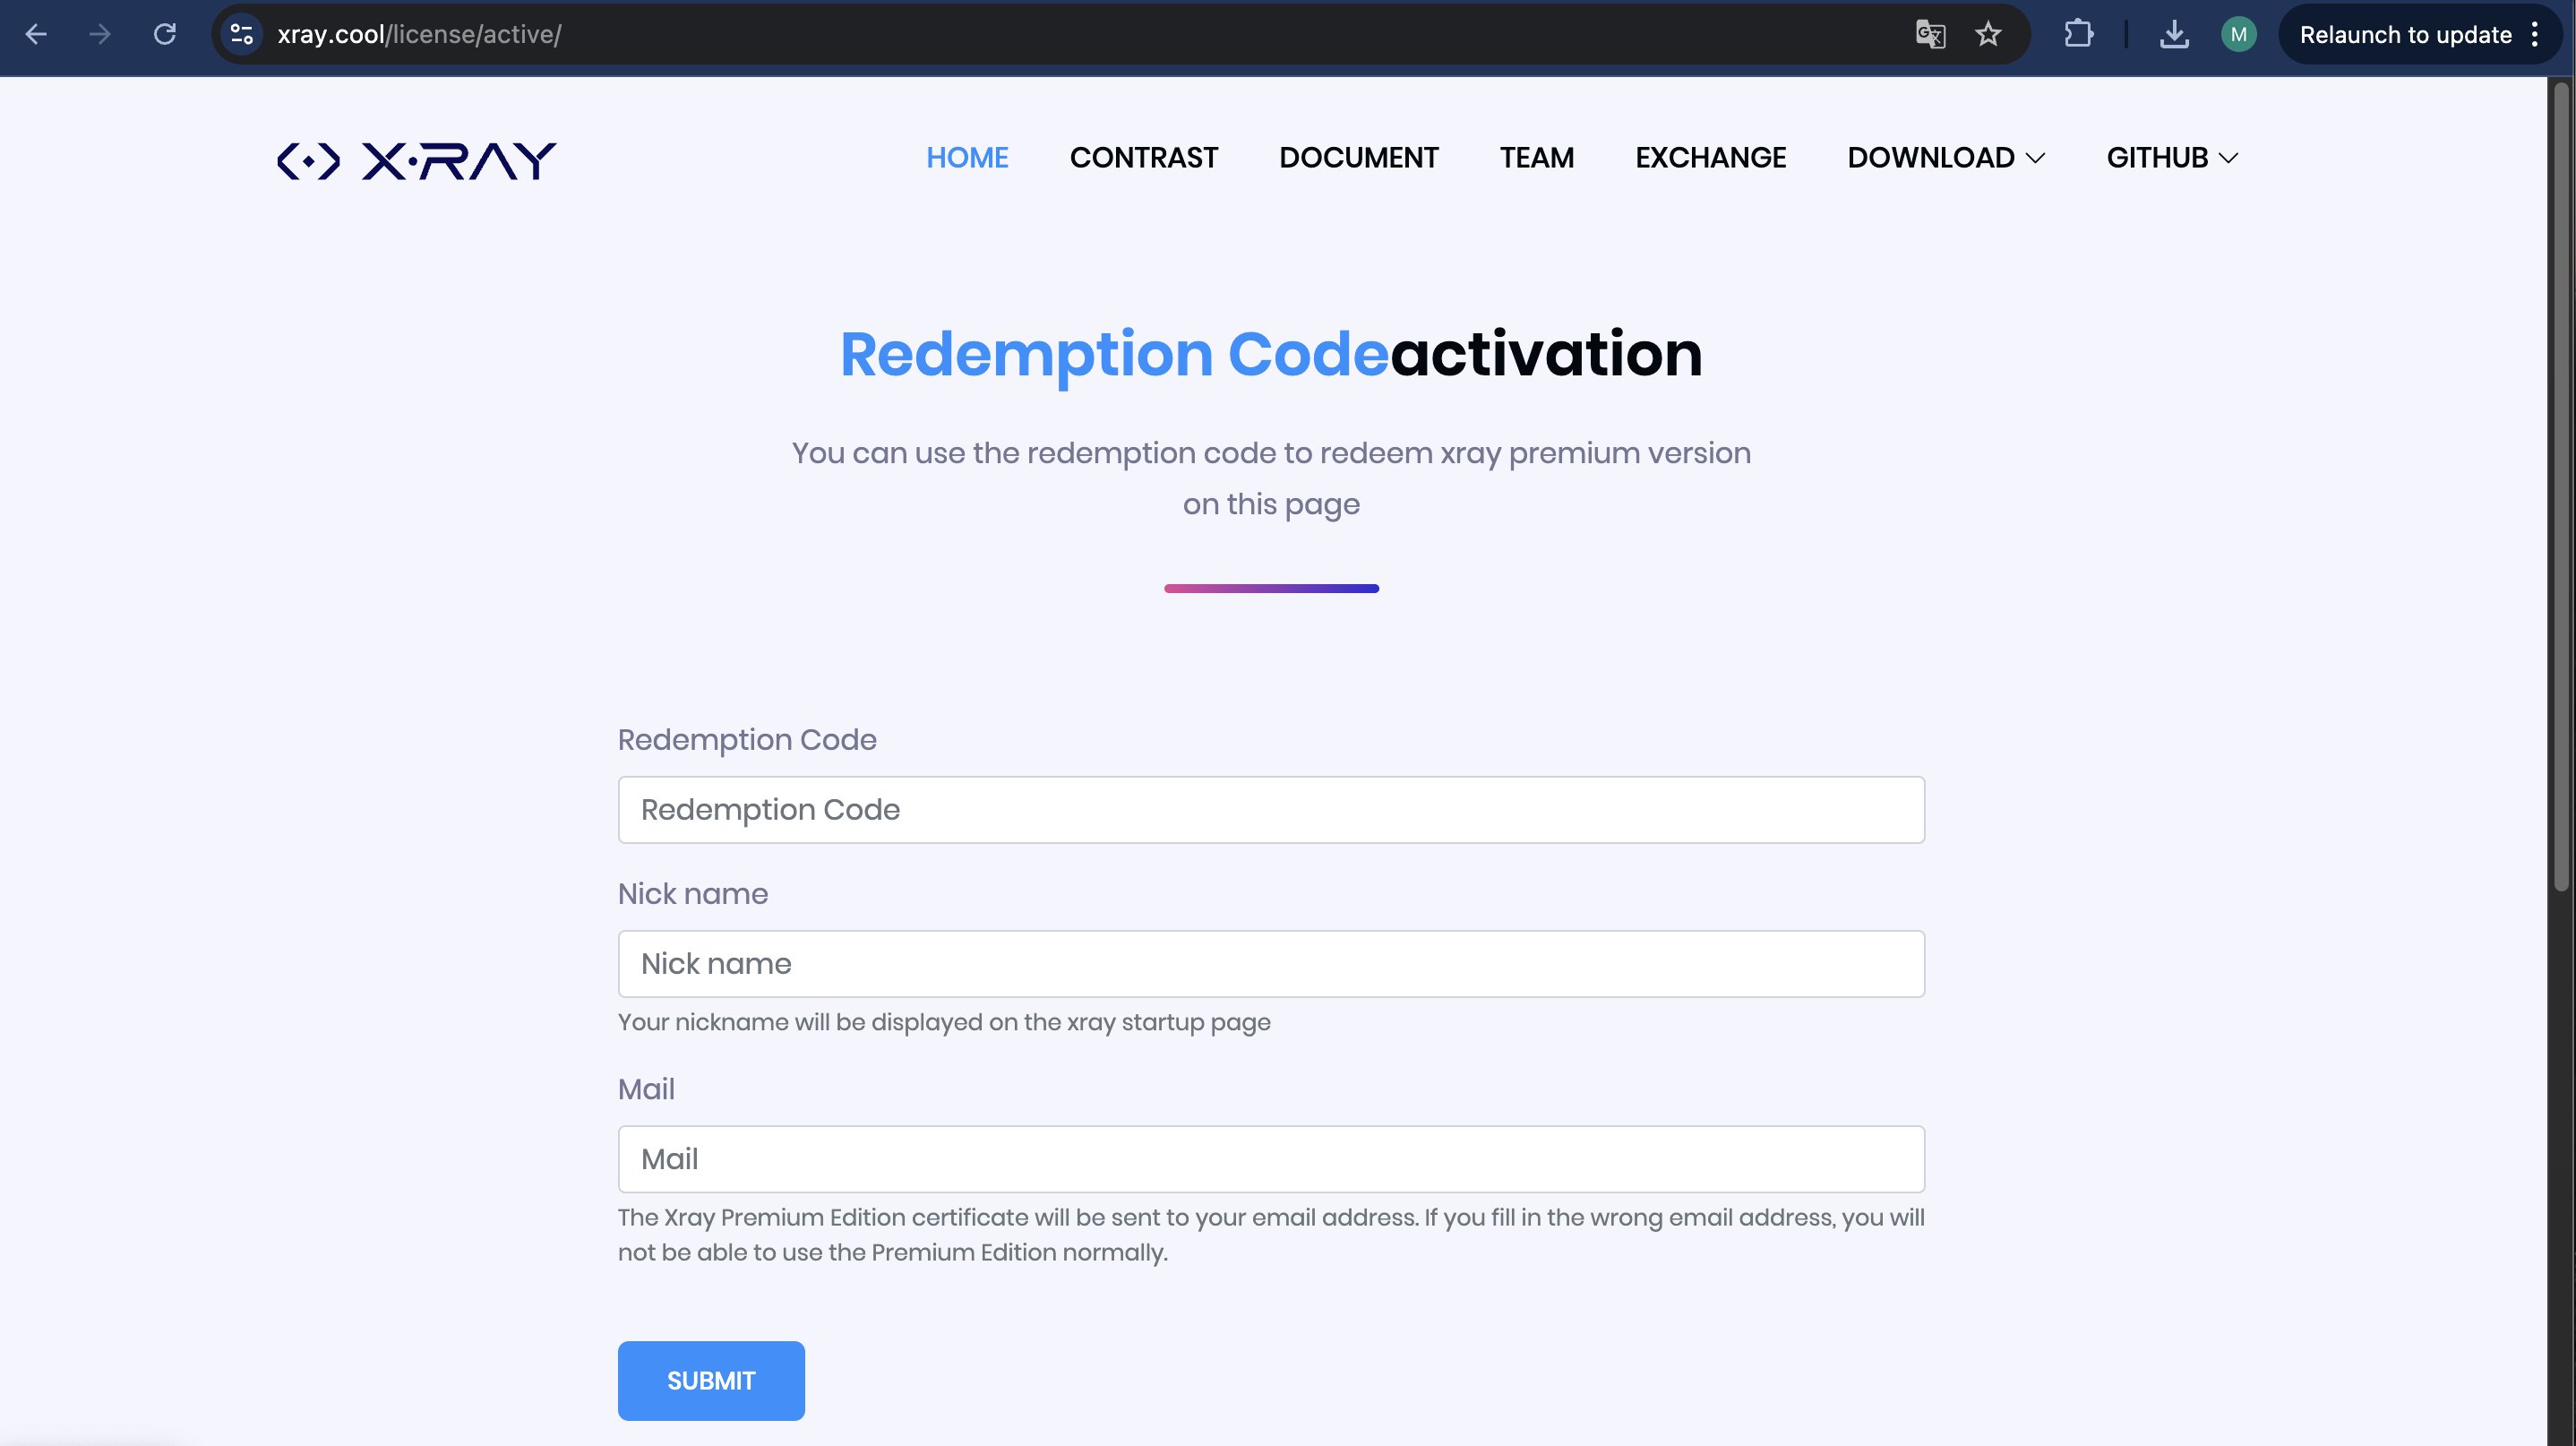 xray.cool/license/active/
M
Relaunch to update
X·RAY
HOME
CONTRAST
DOCUMENT
TEAM
EXCHANGE
DOWNLOAD
GITHUB
Redemption Codeactivation
You can use the redemption code to redeem xray premium version
on this page
Redemption Code
Redemption Code
Nick name
Nick name
Your nickname will be displayed on the xray startup page
Mail
Mail
The Xray Premium Edition certificate will be sent to your email address. If you fill in the wrong email address, you will
not be able to use the Premium Edition normally.
SUBMIT